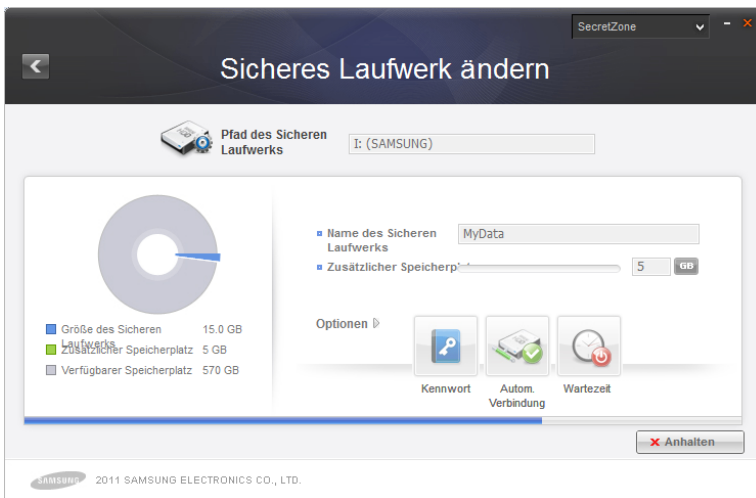 SecretZone
Sicheres Laufwerk ändern
Pfad des Sicheren
Laufwerks
I: (SAMSUNG)
Name des Sicheren
Laufwerks
MyData
Zusätzlicher Speicherpl
5
GB
Größe des Sicheren
Laufwerks
15.0 GB
Zusätzlicher Speicherplatz 5 GB
Verfügbarer Speicherplatz 570 GB
Optionen
Kennwort
Autom.
Verbindung
Wartezeit
Anhalten
SAMSUNG 2011 SAMSUNG ELECTRONICS CO., LTD.